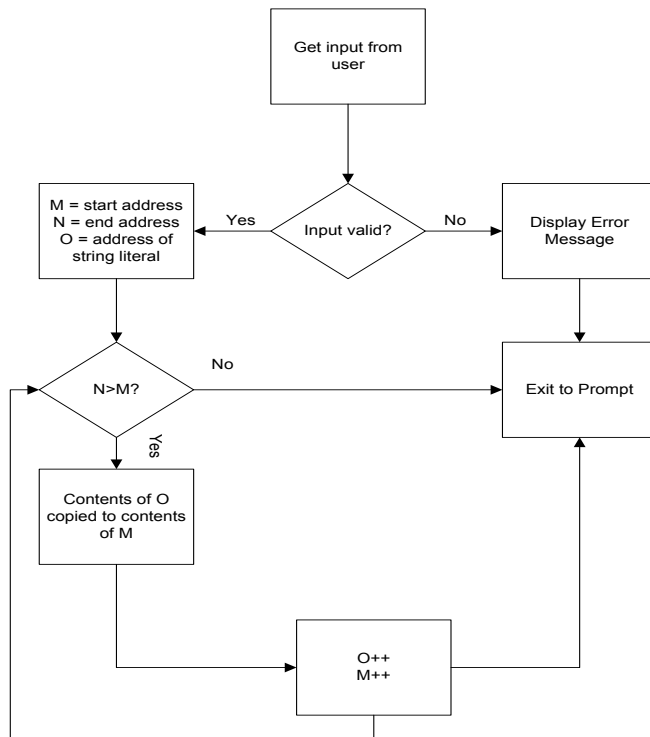 Get input from
user
M = start address
N = end address
O = address of
string literal
Yes
Input valid?
No
Display Error
Message
N>M?
No
Exit to Prompt
Yes
Contents of O
copied to contents
of M
O++
M++